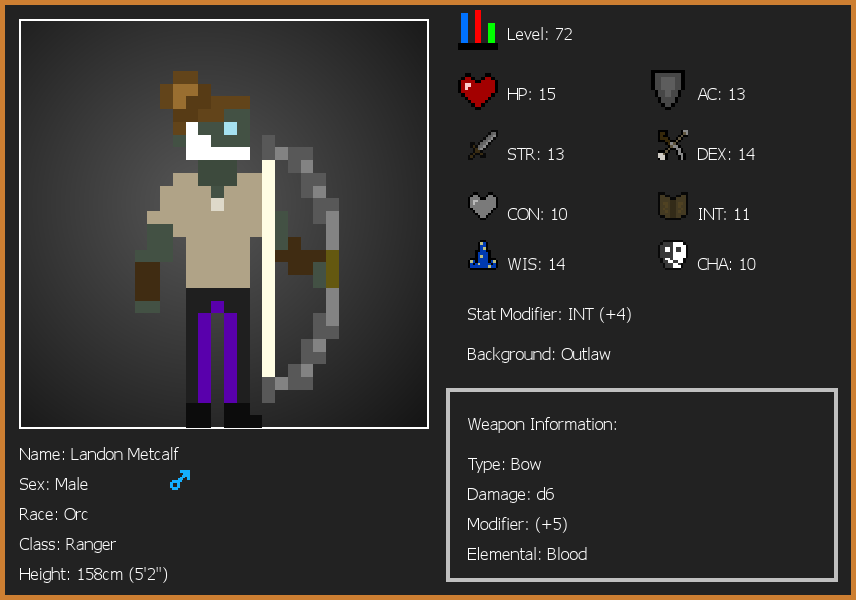 Level: 72
HP: 15
AC: 13
STR: 13
DEX: 14
CON: 10
INT: 11
WIS: 14
CHA: 10
Stat Modifier: INT (+4)
Background: Outlaw
Weapon Information:
Type: Bow
Damage: d6
Modifier: (+5)
Elemental: Blood
Name: Landon Metcalf
Sex: Male
Race: Orc
Class: Ranger
Height: 158cm (5'2")